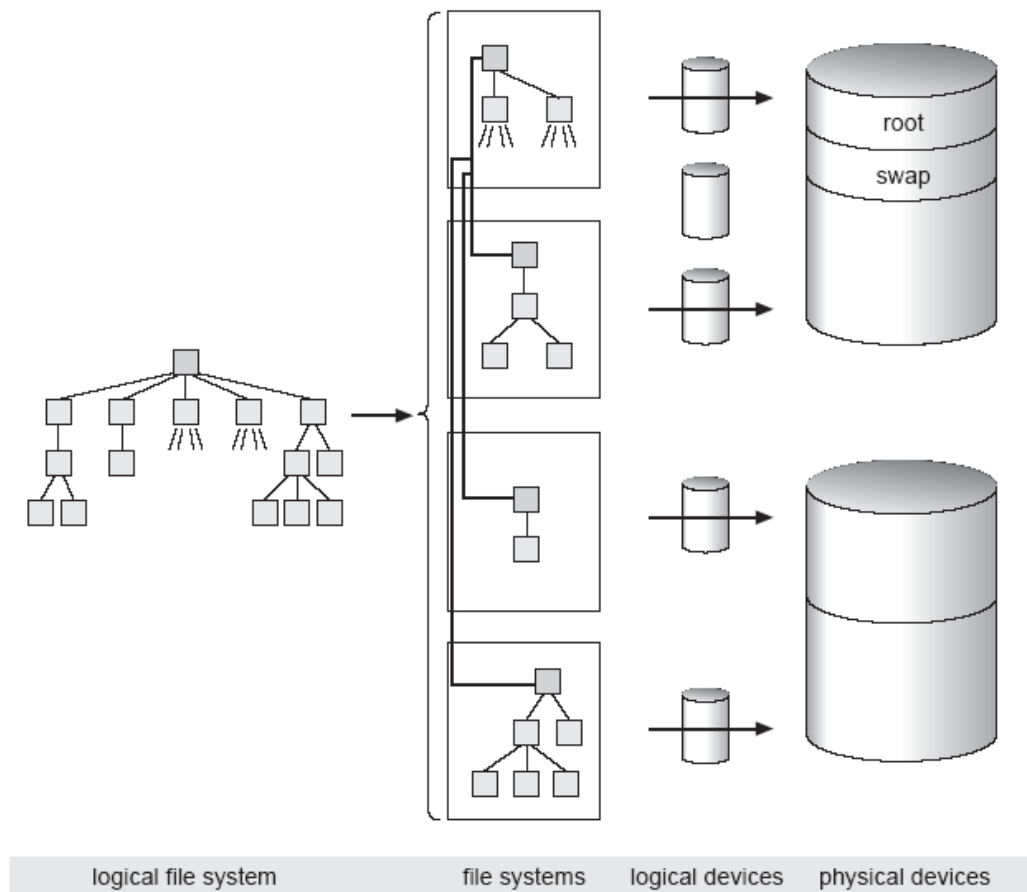 root
swap
logical file system
file systems
logical devices
physical devices